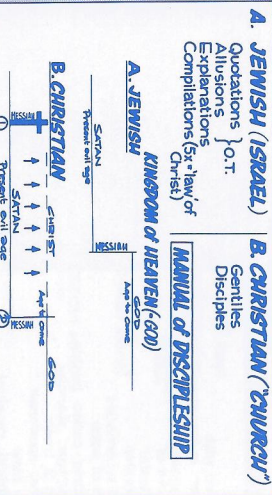 A. JEWISH (ISRAEL)
Quotations } O.T.
Allusions
Explanations
Compilations (5x='law' of
Christ)
B. CHRISTIAN ("CHURCH")
Gentiles
Disciples
MANUAL of DISCIPLESHIP
KINGDOM of HEAVEN (=GOD)
A. JEWISH
SATAN
Present evil age
MESSIAH
GOD
Age to come
B. CHRISTIAN
MESSIAH
CHRIST
SATAN
Present evil age
GOD
Age to come
MESSIAH
1
2